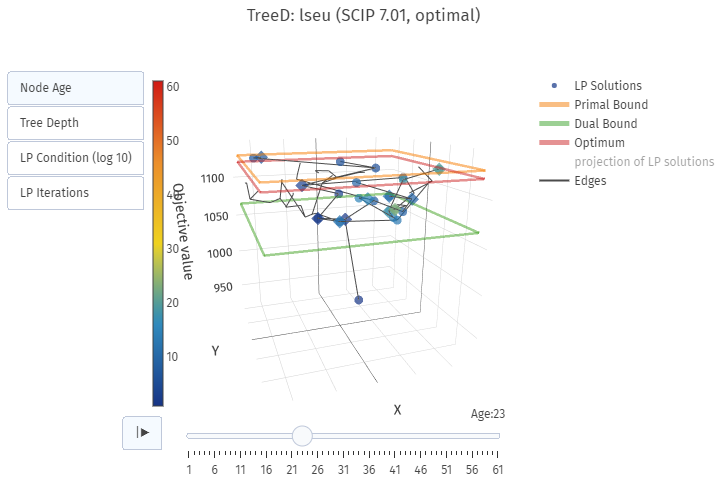 TreeD: lseu (SCIP 7.01, optimal)
Node Age
Tree Depth
LP Condition (log 10)
LP Iterations
60
50
40
30
20
10
Objective value
1100
1050
1000
950
Y
X
LP Solutions
Primal Bound
Dual Bound
Optimum
projection of LP solutions
Edges
Age:23
1 6 11 16 21 26 31 36 41 46 51 56 61